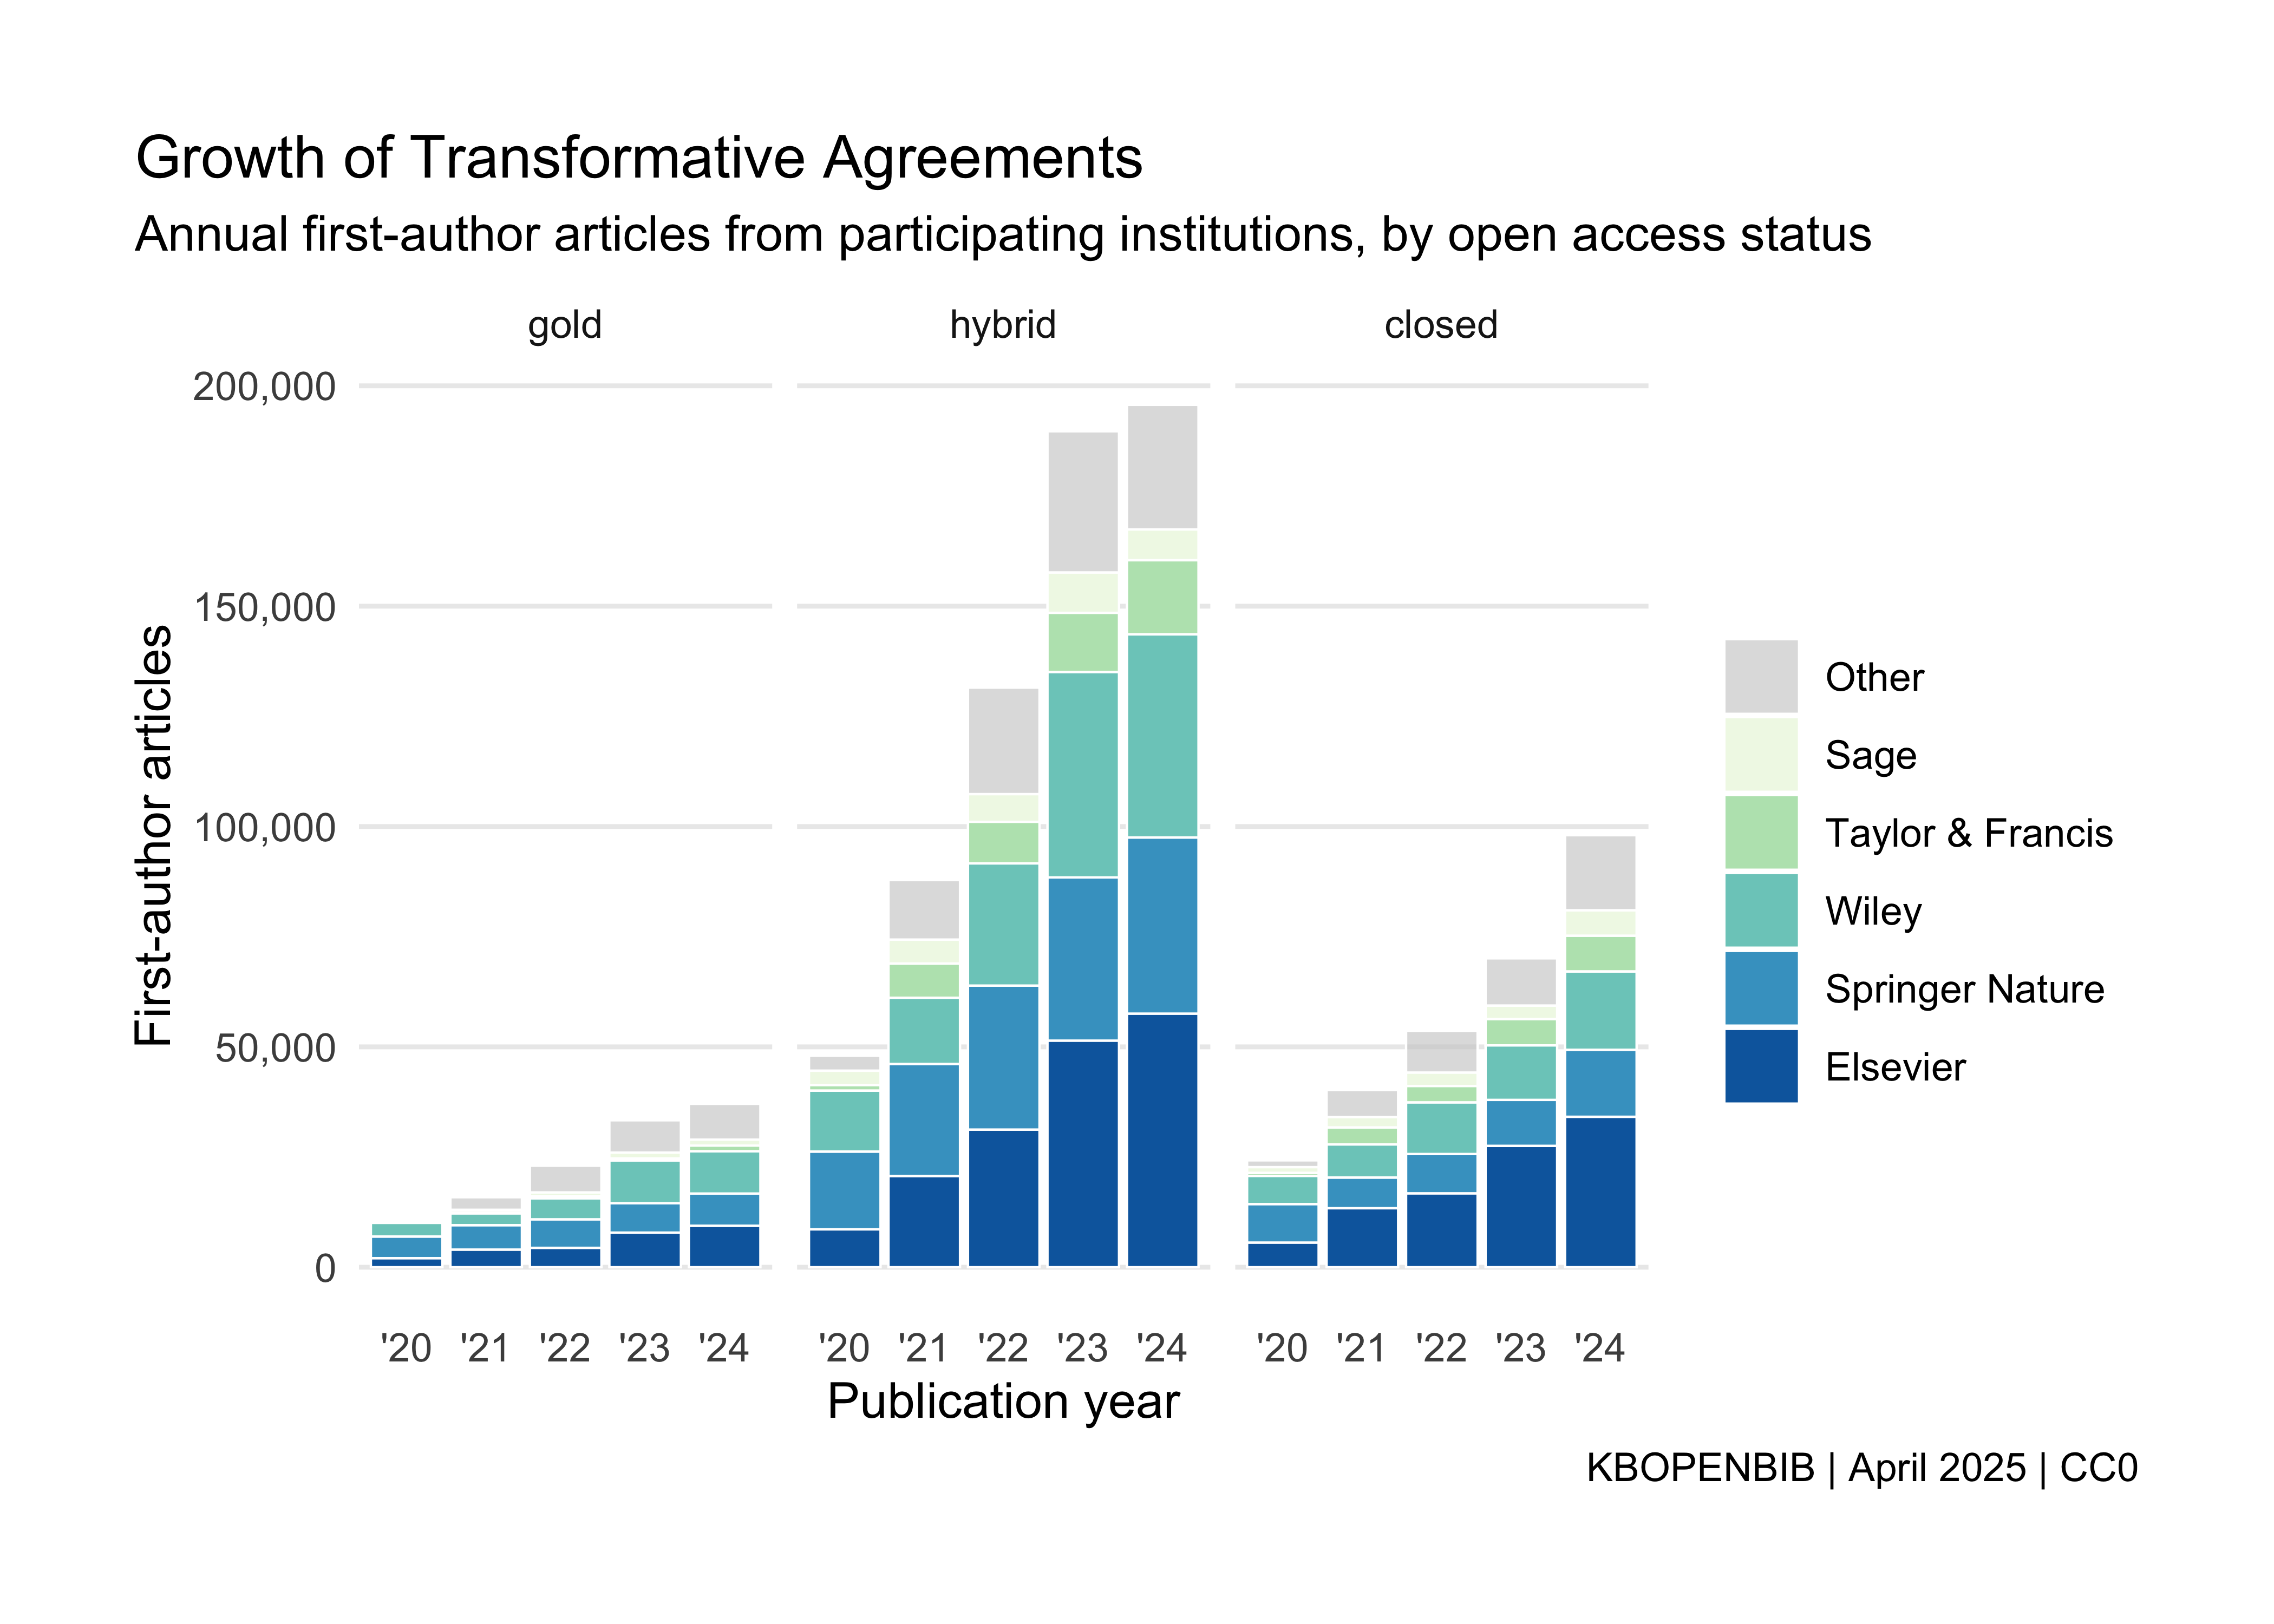 Growth of Transformative Agreements
Annual first-author articles from participating institutions, by open access status
gold hybrid closed
200,000
150,000
100,000
50,000
0
First-author articles
Other
Sage
Taylor & Francis
Wiley
Springer Nature
Elsevier
'20 '21 '22 '23 '24 '20 '21 '22 '23 '24 '20 '21 '22 '23 '24
Publication year
KBOPENBIB | April 2025 | CC0